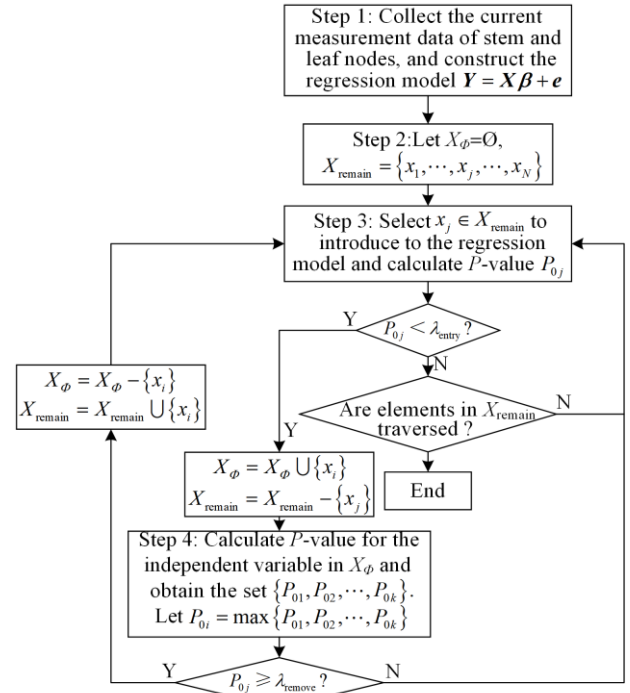 Step 1: Collect the current
measurement data of stem and
leaf nodes, and construct the
regression model Y = Xβ + e
Step 2:Let X_Φ=Ø,
X_remain = {x_1,⋯,x_j,⋯,x_N}
Step 3: Select x_j ∈ X_remain to
introduce to the regression
model and calculate P-value P_0j
P_0j < λ_entry ?
Y
N
Are elements in X_remain
traversed ?
N
Y
End
X_Φ = X_Φ ∪{x_i}
X_remain = X_remain −{x_j}
Step 4: Calculate P-value for the
independent variable in X_Φ and
obtain the set {P_01, P_02, ⋯, P_0k}.
Let P_0i = max{P_01, P_02, ⋯, P_0k}
P_0j ⩾ λ_remove ?
Y
N
X_Φ = X_Φ −{x_i}
X_remain = X_remain ∪{x_i}